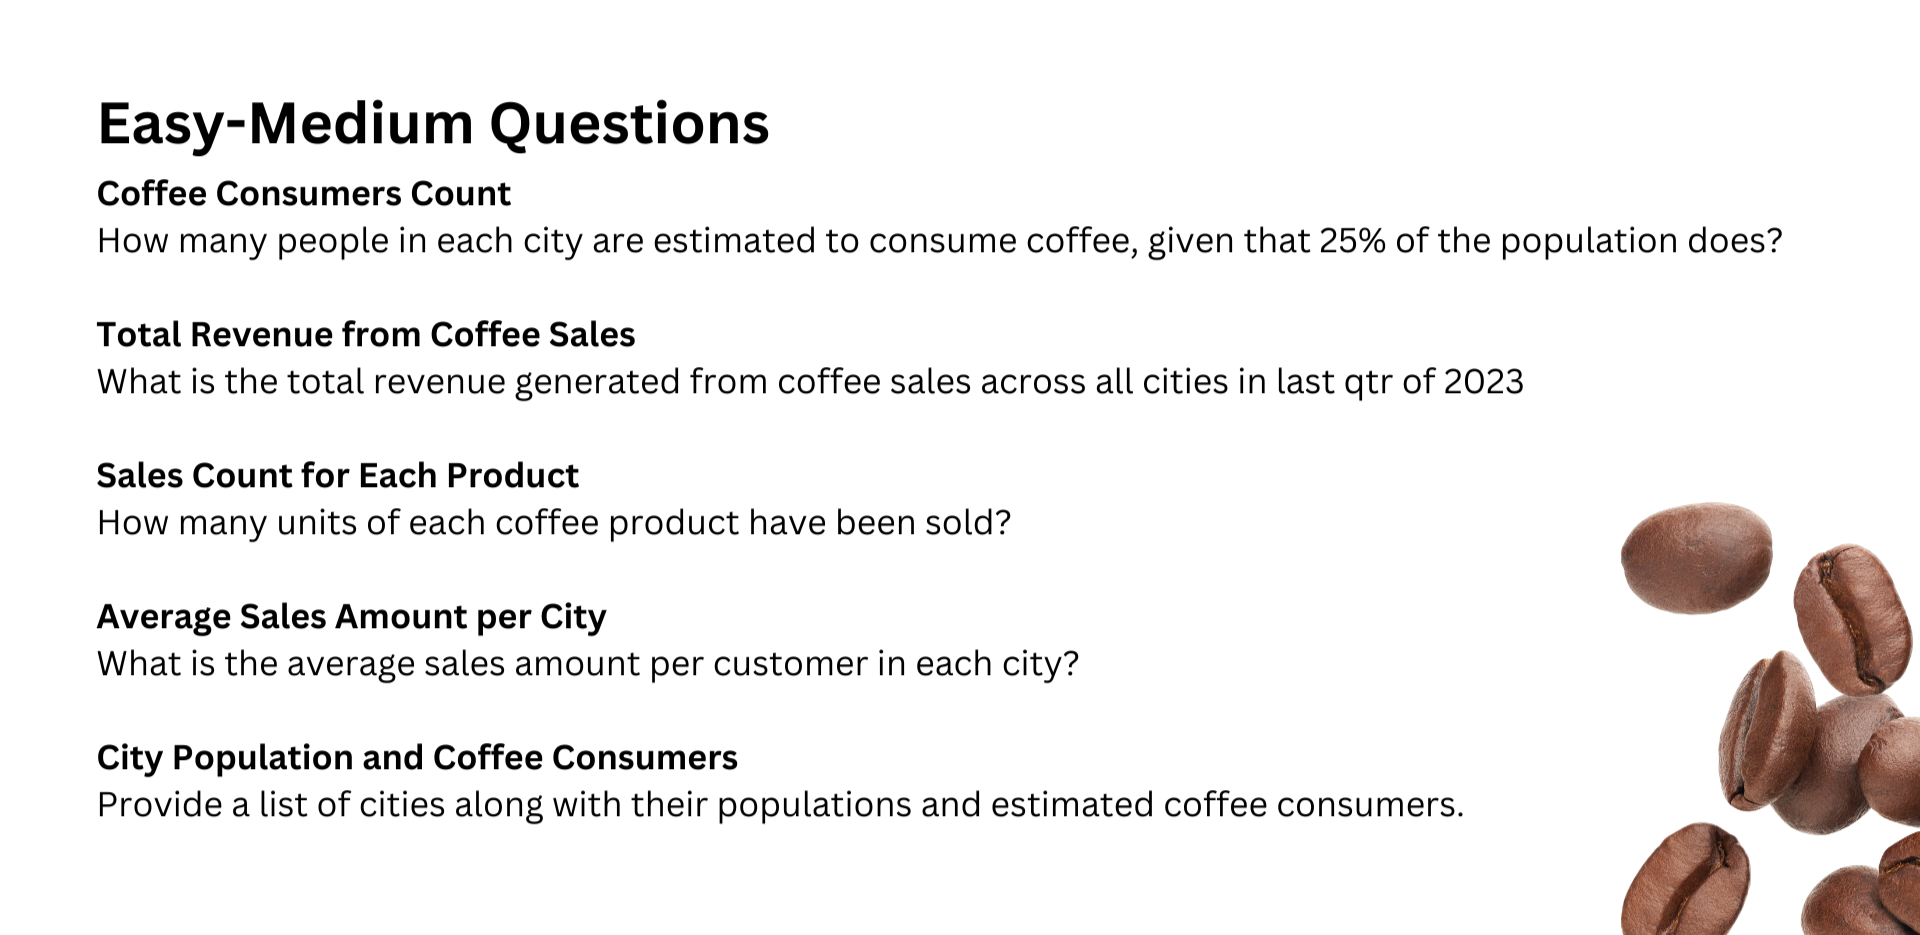 Easy-Medium Questions
Coffee Consumers Count
How many people in each city are estimated to consume coffee, given that 25% of the population does?
Total Revenue from Coffee Sales
What is the total revenue generated from coffee sales across all cities in last qtr of 2023
Sales Count for Each Product
How many units of each coffee product have been sold?
Average Sales Amount per City
What is the average sales amount per customer in each city?
City Population and Coffee Consumers
Provide a list of cities along with their populations and estimated coffee consumers.